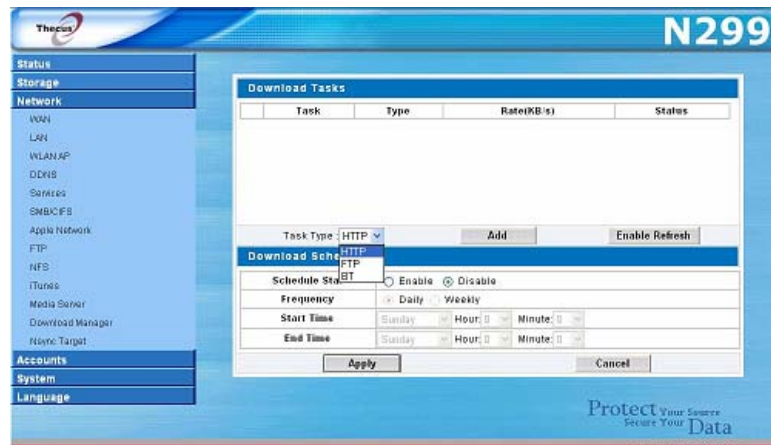 Thecus
N299
Status
Storage
Network
WAN
LAN
WLAN AP
DDNS
Services
SMB/CIFS
Apple Network
FTP
NFS
iTunes
Media Server
Download Manager
Nsync Target
Accounts
System
Language
Download Tasks
Task Type Rate(KB/s) Status
Task Type : HTTP Add Enable Refresh
HTTP
FTP
BT
Download Sche
Schedule Sta Enable Disable
Frequency Daily Weekly
Start Time Sunday Hour: 0 Minute: 0
End Time Sunday Hour: 0 Minute: 0
Apply Cancel
Protect Your Source
Secure Your Data